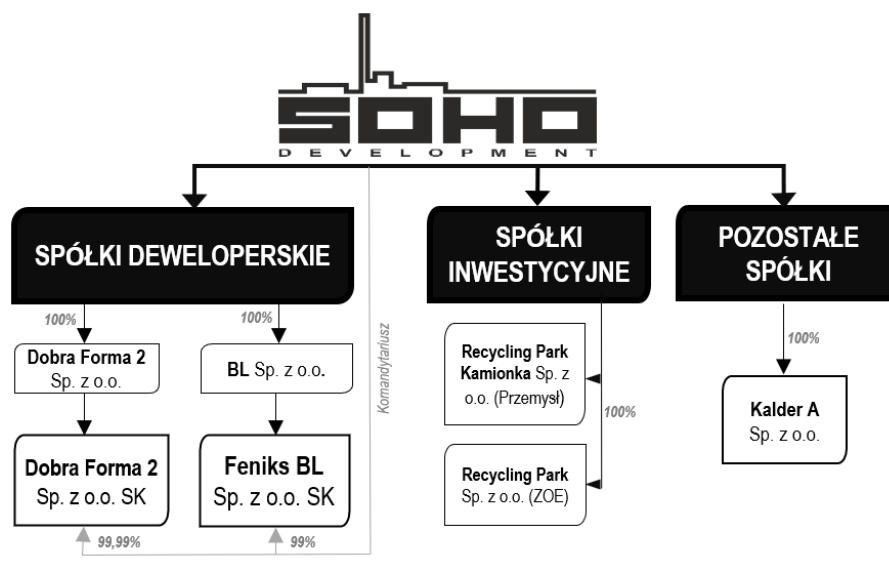 SOHO
DEVELOPMENT
SPÓŁKI DEWELOPERSKIE
SPÓŁKI
INWESTYCYJNE
POZOSTAŁE
SPÓŁKI
100%
100%
Komandytariusz
100%
100%
Dobra Forma 2
Sp. z o.o.
BL Sp. z o.o.
Recycling Park
Kamionka Sp. z
o.o. (Przemysł)
Kalder A
Sp. z o.o.
Dobra Forma 2
Sp. z o.o. SK
Feniks BL
Sp. z o.o. SK
Recycling Park
Sp. z o.o. (ZOE)
99,99%
99%